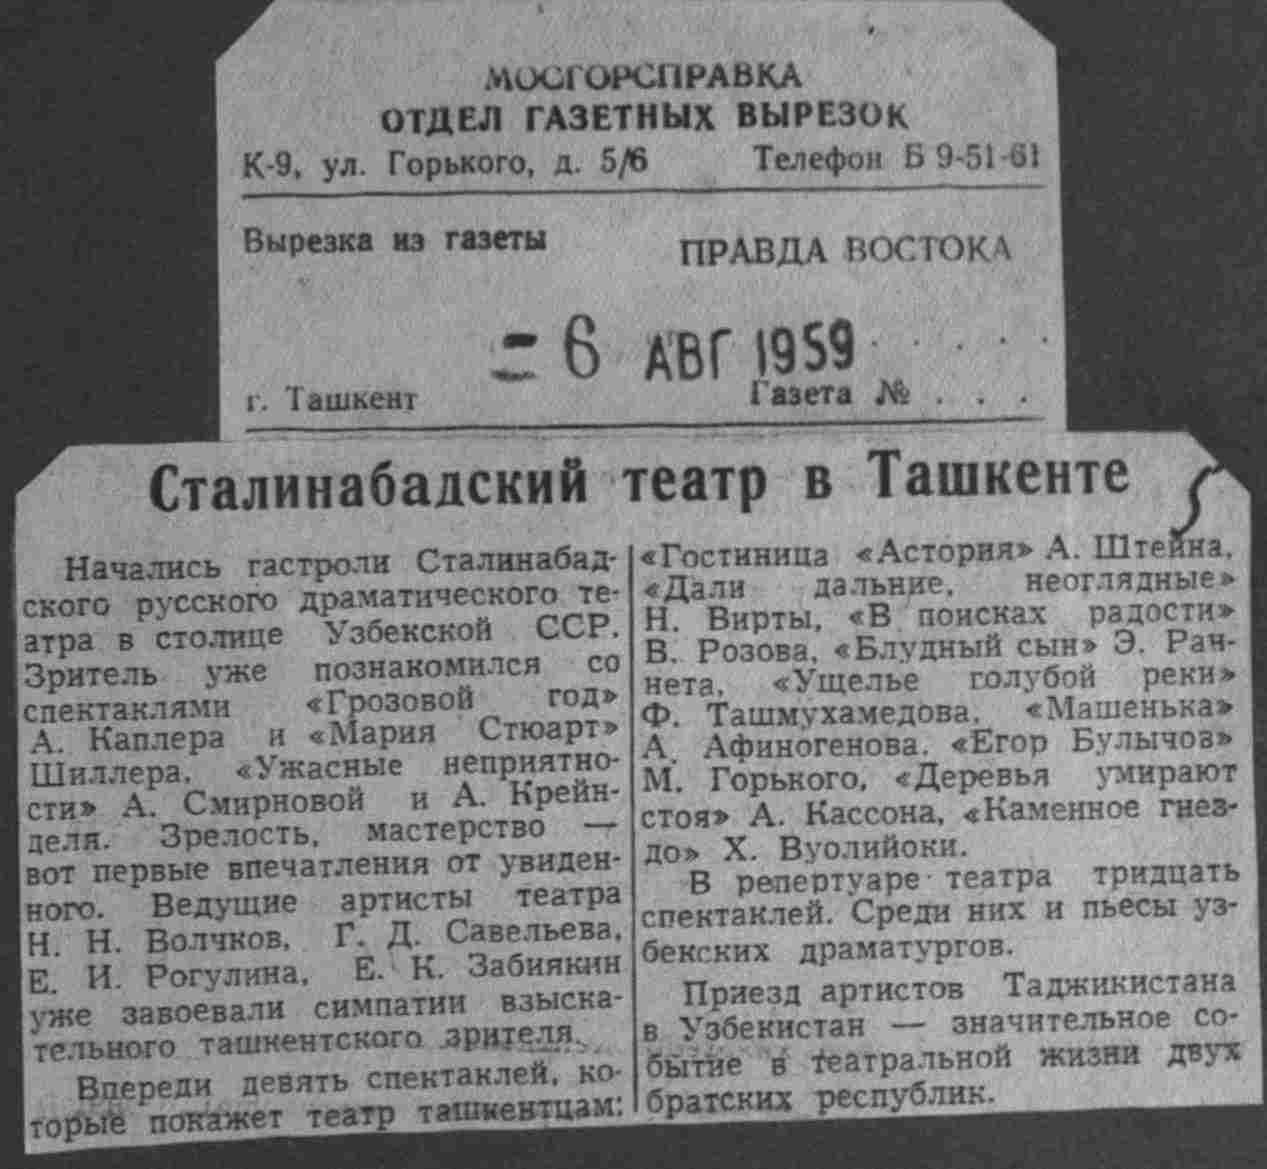 МОСГОРСПРАВКА
ОТДЕЛ ГАЗЕТНЫХ ВЫРЕЗОК
К-9, ул. Горького, д. 5/6 Телефон Б 9-51-61
Вырезка из газеты ПРАВДА ВОСТОКА
- 6 АВГ 1959 . . . . .
г. Ташкент Газета № . . .
Сталинабадский театр в Ташкенте
Начались гастроли Сталинабад-
ского русского драматического те-
атра в столице Узбекской ССР.
Зритель уже познакомился со
спектаклями «Грозовой год»
А. Каплера и «Мария Стюарт»
Шиллера, «Ужасные неприятно-
сти» А. Смирновой и А. Крейн-
деля. Зрелость, мастерство —
вот первые впечатления от увиден-
ного. Ведущие артисты театра
Н. Н. Волчков, Г. Д. Савельева,
Е. И. Рогулина, Е. К. Забиякин
уже завоевали симпатии взыска-
тельного ташкентского зрителя.
Впереди девять спектаклей, ко-
торые покажет театр ташкентцам:
«Гостиница «Астория» А. Штейна,
«Дали дальние, неоглядные»
Н. Вирты, «В поисках радости»
В. Розова, «Блудный сын» Э. Ран-
нета, «Ущелье голубой реки»
Ф. Ташмухамедова, «Машенька»
А. Афиногенова, «Егор Булычов»
М. Горького, «Деревья умирают
стоя» А. Кассона, «Каменное гнез-
до» Х. Вуолийоки.
В репертуаре театра тридцать
спектаклей. Среди них и пьесы уз-
бекских драматургов.
Приезд артистов Таджикистана
в Узбекистан — значительное со-
бытие в театральной жизни двух
братских республик.